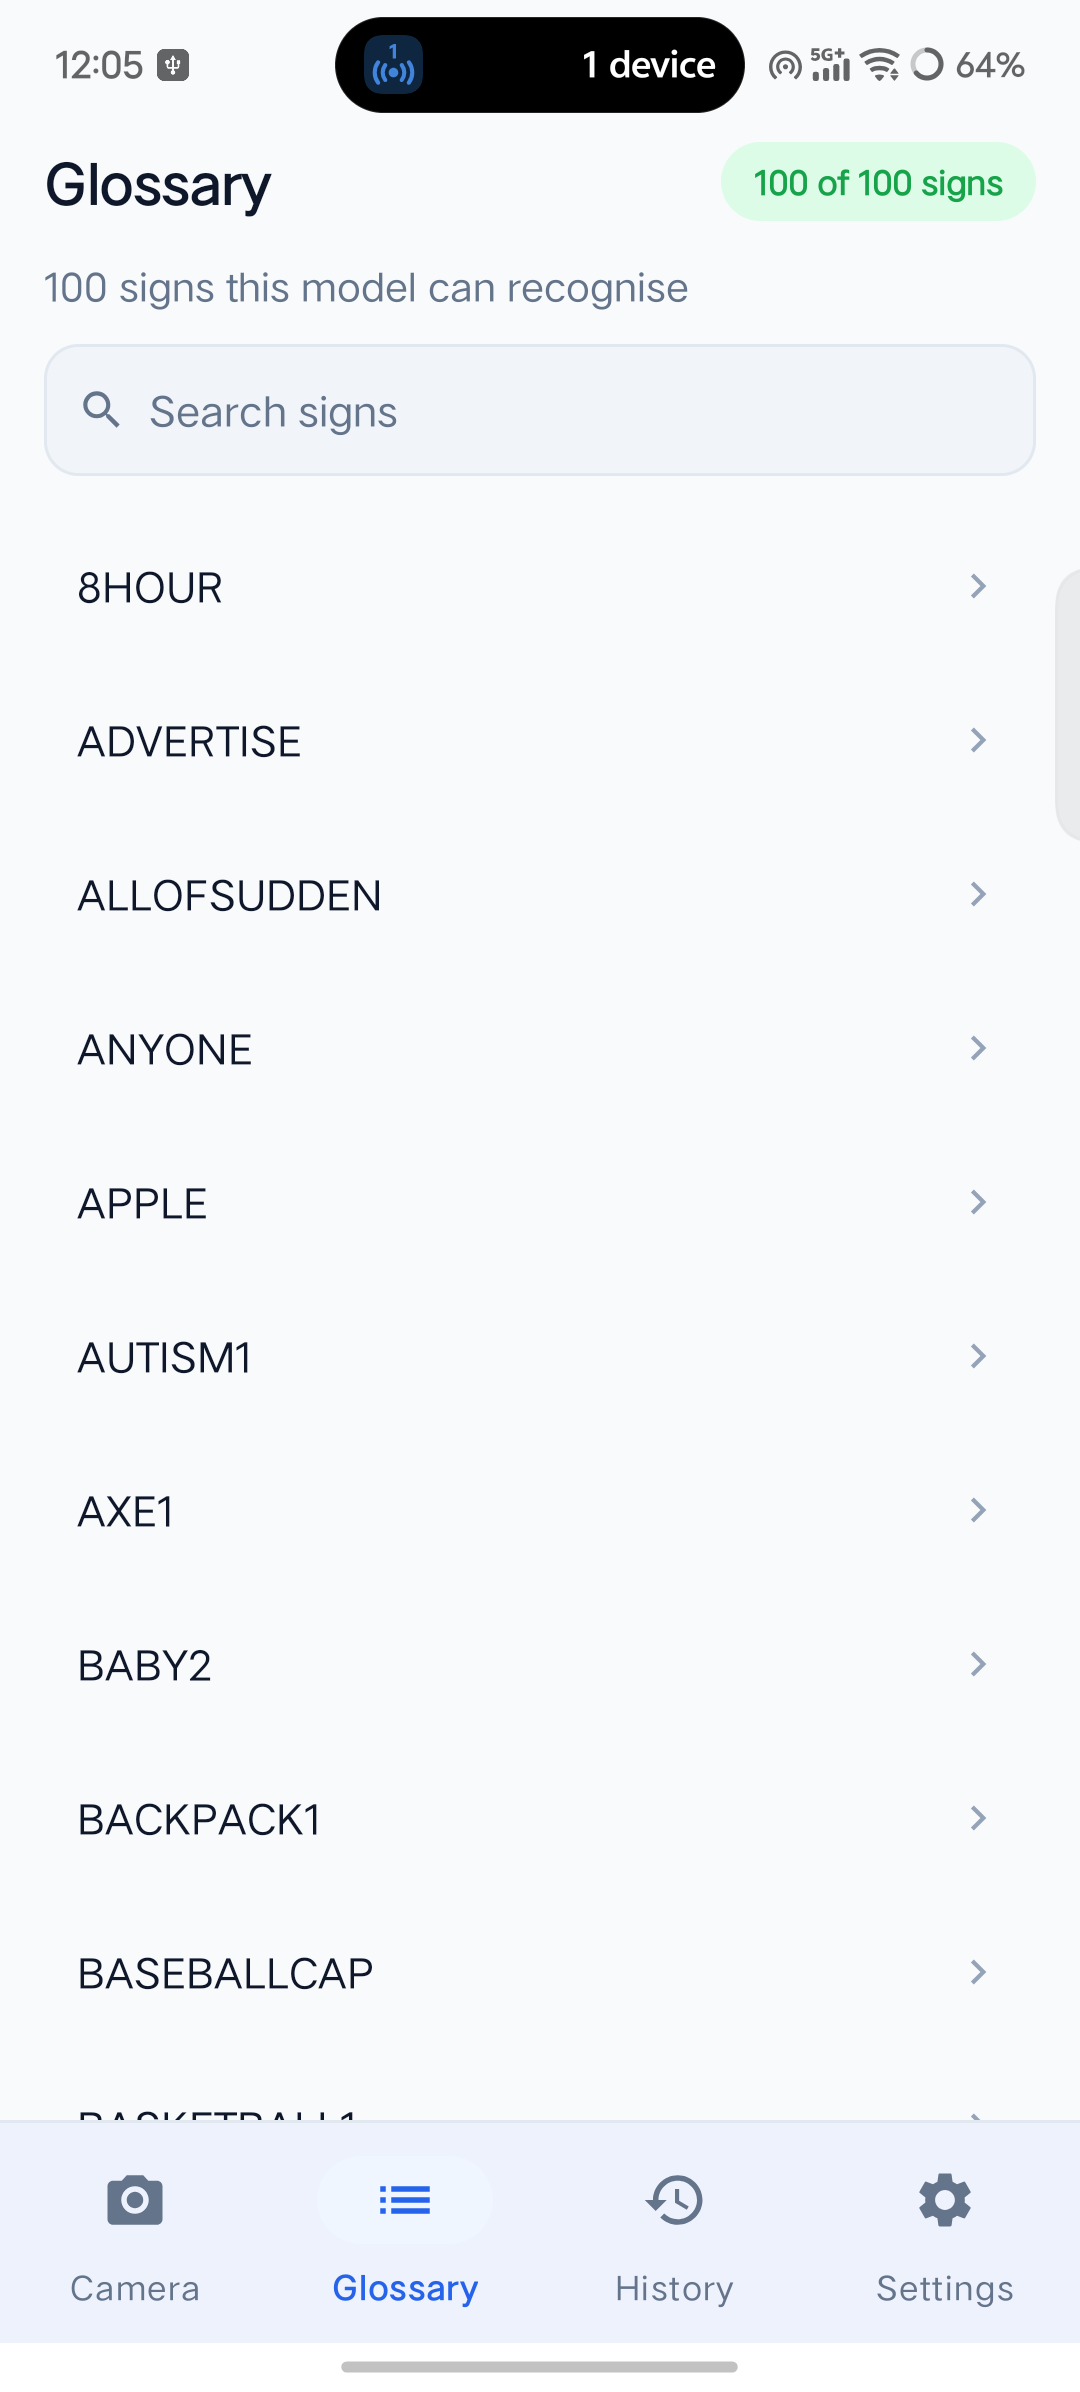 12:05
1
1 device
5G+
64%
Glossary
100 of 100 signs
100 signs this model can recognise
Search signs
8HOUR
ADVERTISE
ALLOFSUDDEN
ANYONE
APPLE
AUTISM1
AXE1
BABY2
BACKPACK1
BASEBALLCAP
BASKETBALL1
Camera
Glossary
History
Settings